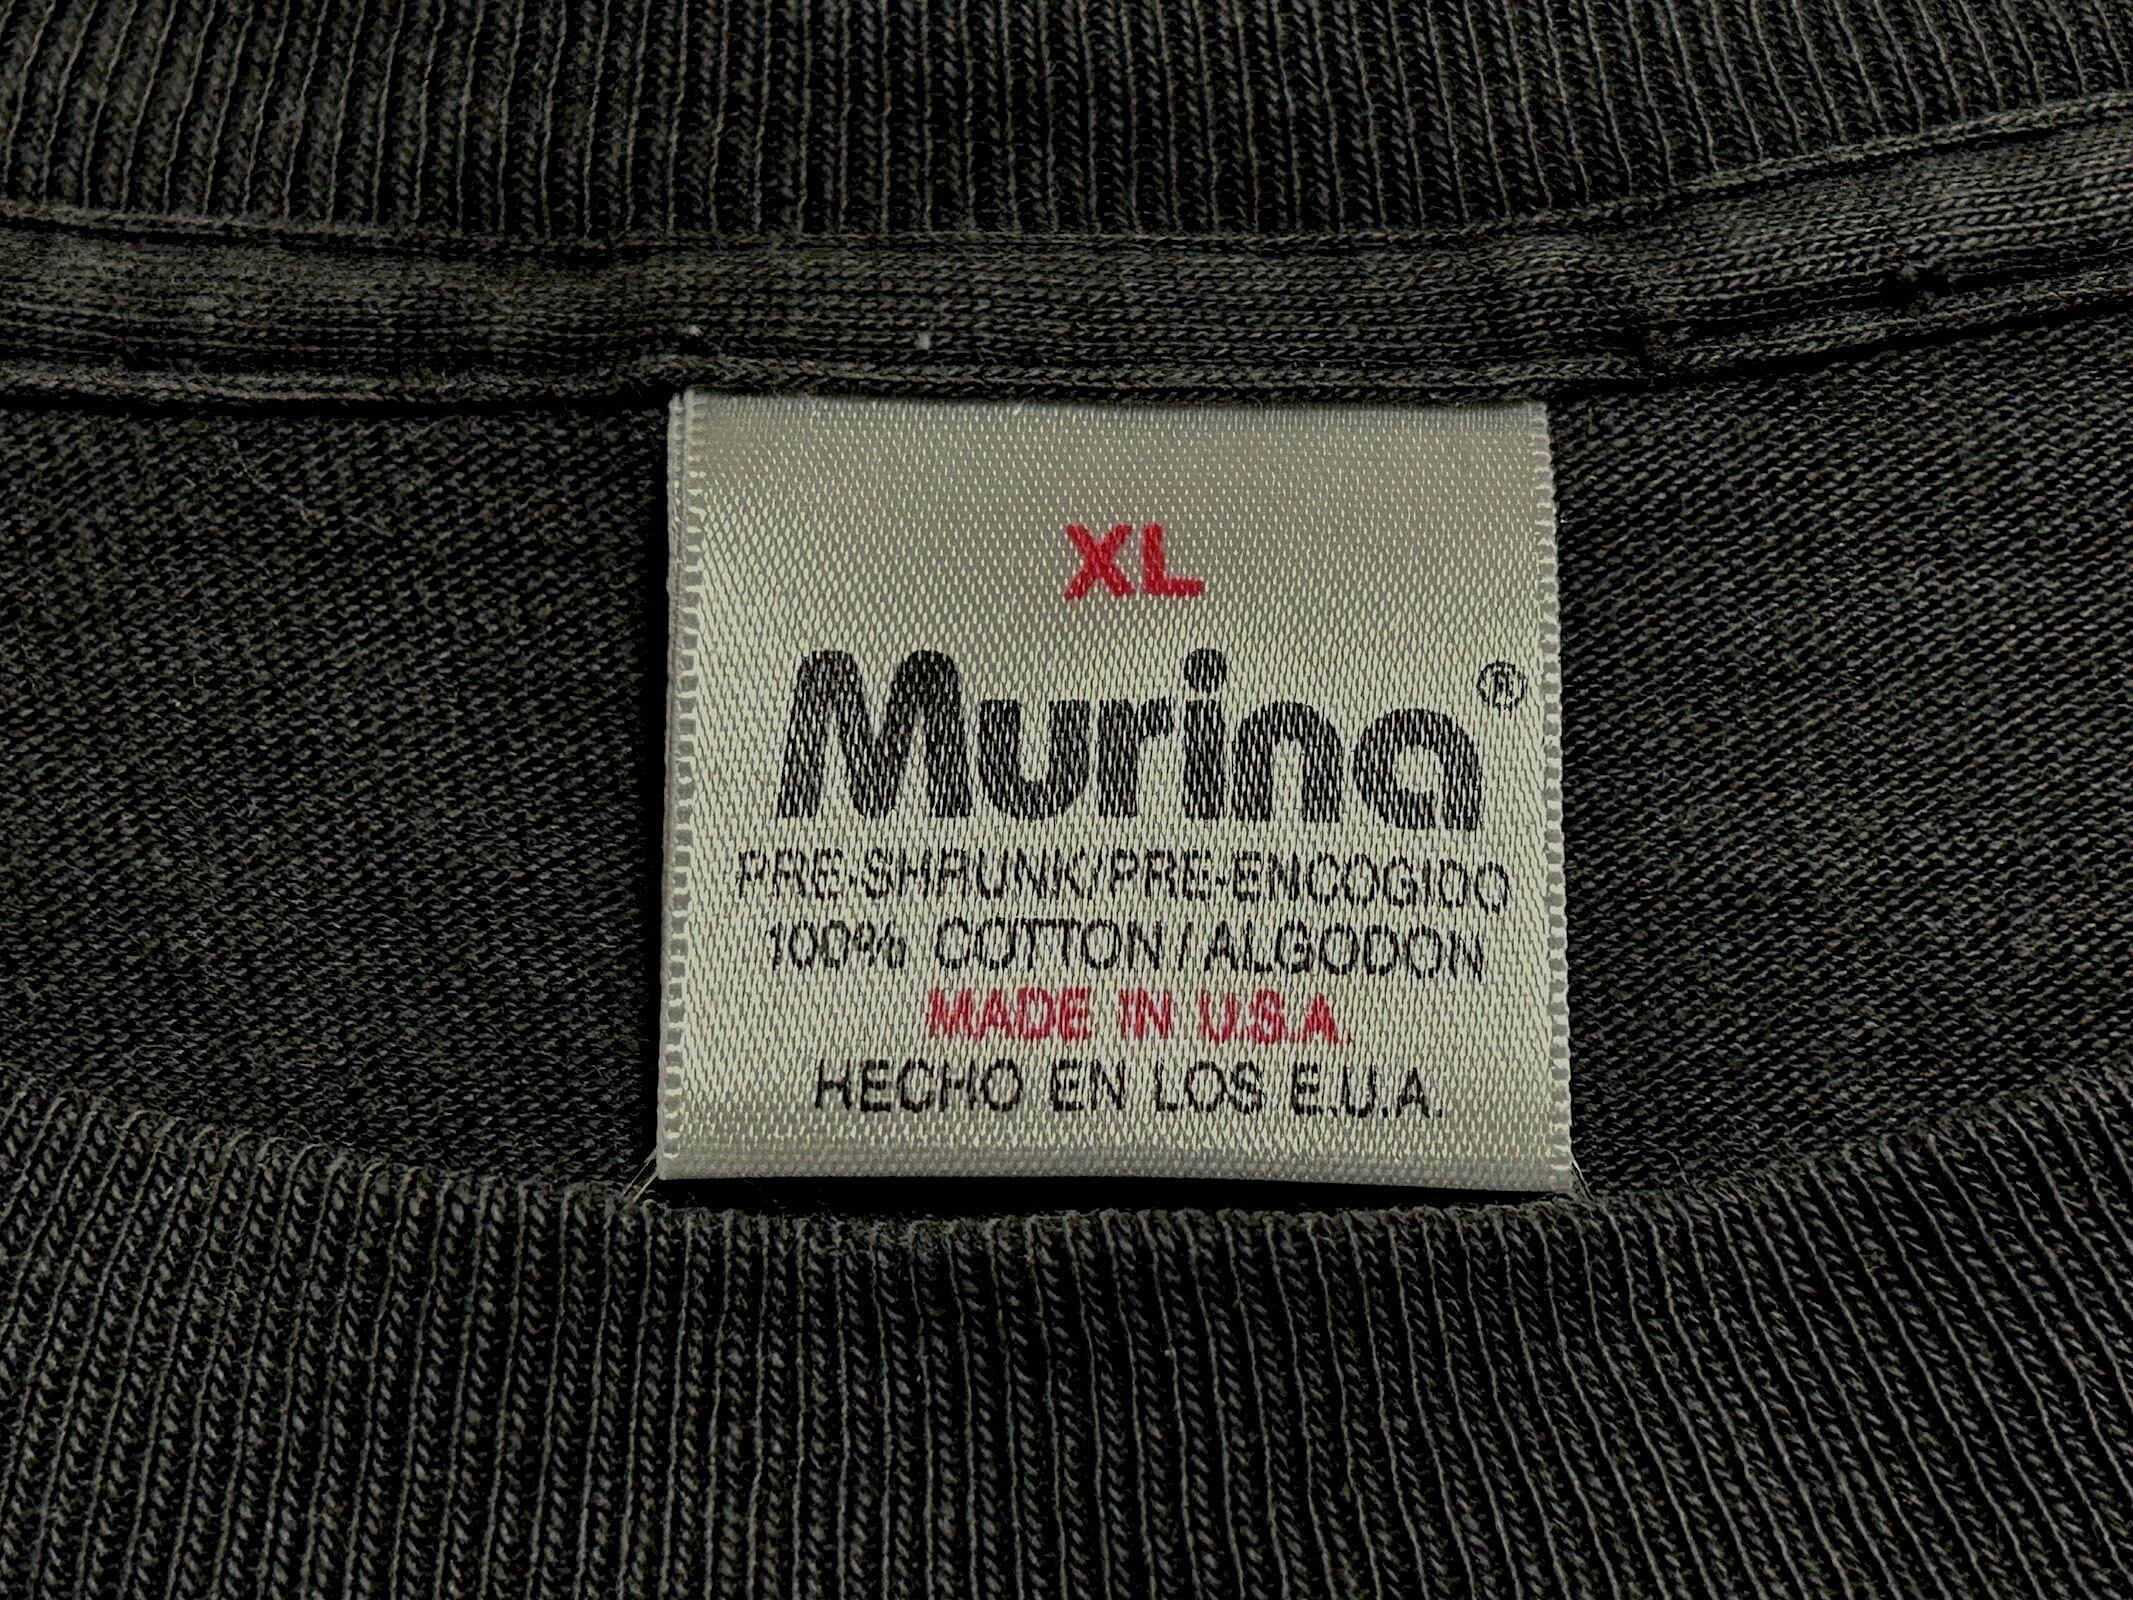 XL
Murina®
PRE-SHRUNK/PRE-ENCOGIDO
100% COTTON/ALGODON
MADE IN U.S.A.
HECHO EN LOS E.U.A.